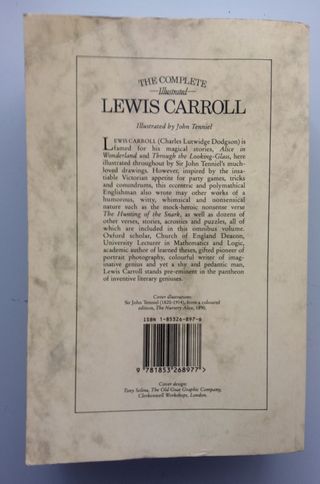 THE COMPLETE
Illustrated
LEWIS CARROLL
Illustrated by John Tenniel
LEWIS CARROLL (Charles Lutwidge Dodgson) is
famed for his magical stories, Alice in
Wonderland and Through the Looking-Glass, here
illustrated throughout by Sir John Tenniel's much-
loved drawings. However, inspired by the insa-
tiable Victorian appetite for party games, tricks
and conundrums, this eccentric and polymathical
Englishman also wrote many other works of a
humorous, witty, whimsical and nonsensical
nature such as the mock-heroic nonsense verse
The Hunting of the Snark, as well as dozens of
other verses, stories, acrostics and puzzles, all of
which are included in this omnibus volume.
Oxford scholar, Church of England Deacon,
University Lecturer in Mathematics and Logic,
academic author of learned theses, gifted pioneer
of portrait photography, colourful writer of imag-
inative genius and yet a shy and pedantic man,
Lewis Carroll stands pre-eminent in the pantheon
of inventive literary geniuses.
Cover illustrations:
Sir John Tenniel (1820-1914), from a coloured
edition, The Nursery Alice, 1890.
ISBN 1-85326-897-8
9 781853 268977 >
Cover design:
Tony Selina, The Old Goat Graphic Company,
Clerkenwell Workshops, London.